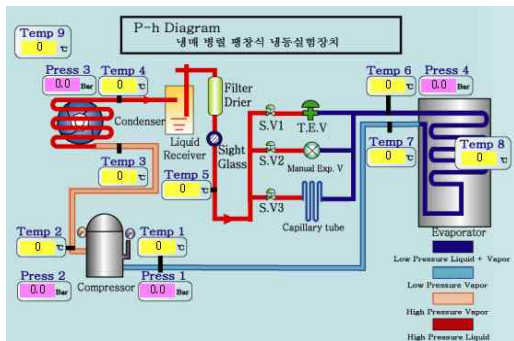 P-h Diagram
냉매 병렬 팽창식 냉동실험장치
Temp 9
0 ℃
Press 3
0.0 Bar
Temp 4
0 ℃
Condenser
Liquid
Receiver
Filter
Drier
Sight
Glass
Temp 3
0 ℃
Temp 5
0 ℃
S.V1
T.E.V
S.V2
Manual Exp. V
S.V3
Capillary tube
Temp 6
0 ℃
Press 4
0.0 Bar
Temp 7
0 ℃
Temp 8
0 ℃
Evaporator
Temp 2
0 ℃
Press 2
0.0 Bar
Compressor
Temp 1
0 ℃
Press 1
0.0 Bar
Low Pressure Liquid + Vapor
Low Pressure Vapor
High Pressure Vapor
High Pressure Liquid